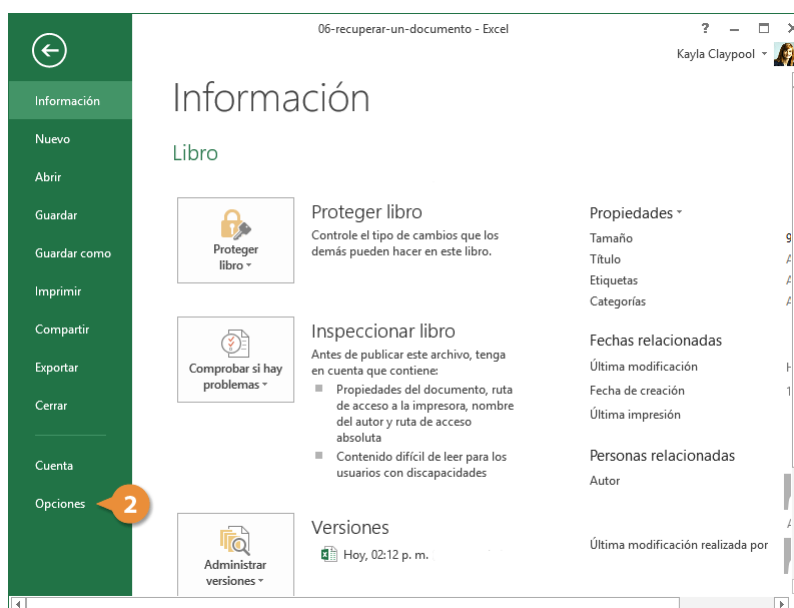 06-recuperar-un-documento - Excel
?
Kayla Claypool
Información
Nuevo
Abrir
Guardar
Guardar como
Imprimir
Compartir
Exportar
Cerrar
Cuenta
Opciones
2
Información
Libro
Proteger
libro
Proteger libro
Controle el tipo de cambios que los
demás pueden hacer en este libro.
Comprobar si hay
problemas
Inspeccionar libro
Antes de publicar este archivo, tenga
en cuenta que contiene:
Propiedades del documento, ruta
de acceso a la impresora, nombre
del autor y ruta de acceso
absoluta
Contenido difícil de leer para los
usuarios con discapacidades
Administrar
versiones
Versiones
Hoy, 02:12 p. m.
Propiedades
Tamaño
Título
Etiquetas
Categorías
Fechas relacionadas
Última modificación
Fecha de creación
Última impresión
Personas relacionadas
Autor
Última modificación realizada por